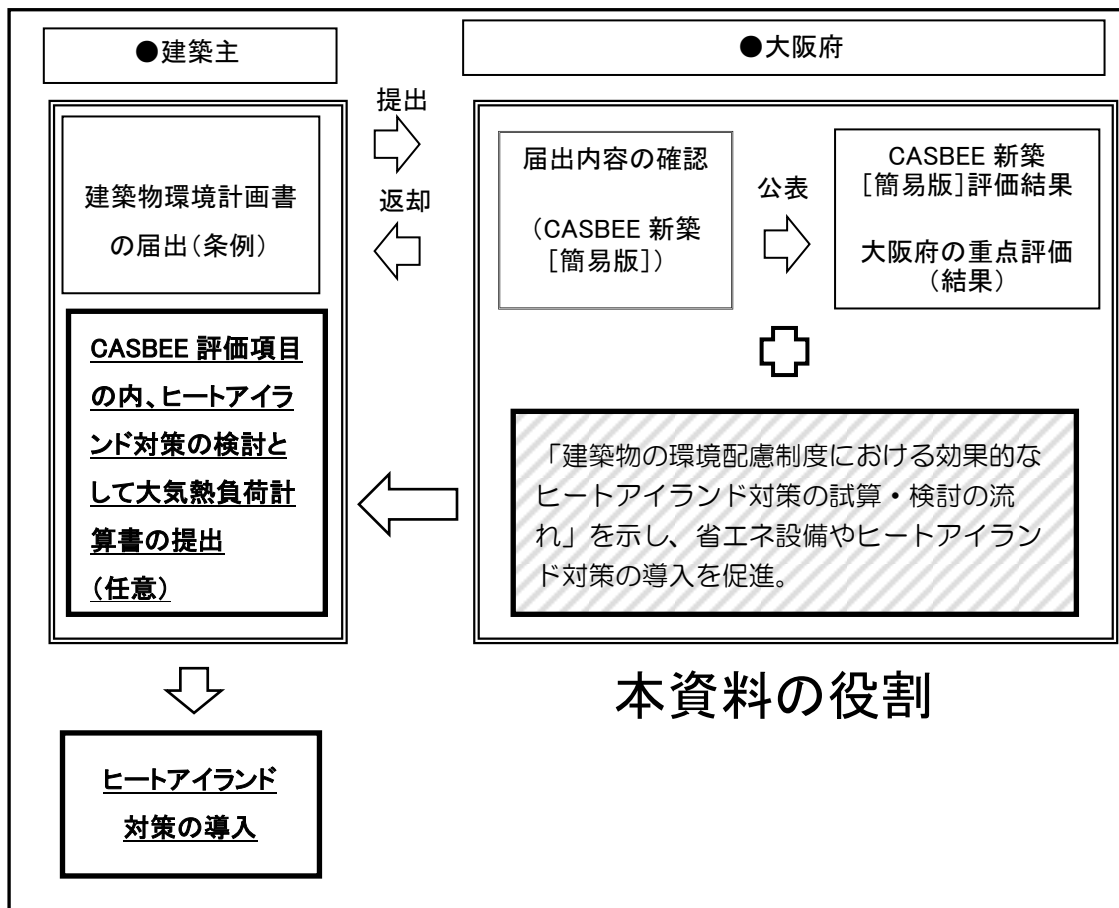 ●建築主
●大阪府
提出
返却
建築物環境計画書
の届出（条例）
届出内容の確認
（CASBEE 新築
［簡易版］）
公表
CASBEE 新築
［簡易版］評価結果
大阪府の重点評価
（結果）
CASBEE 評価項目
の内、ヒートアイラ
ンド対策の検討と
して大気熱負荷計
算書の提出
（任意）
「建築物の環境配慮制度における効果的な
ヒートアイランド対策の試算・検討の流
れ」を示し、省エネ設備やヒートアイラン
ド対策の導入を促進。
本資料の役割
ヒートアイランド
対策の導入